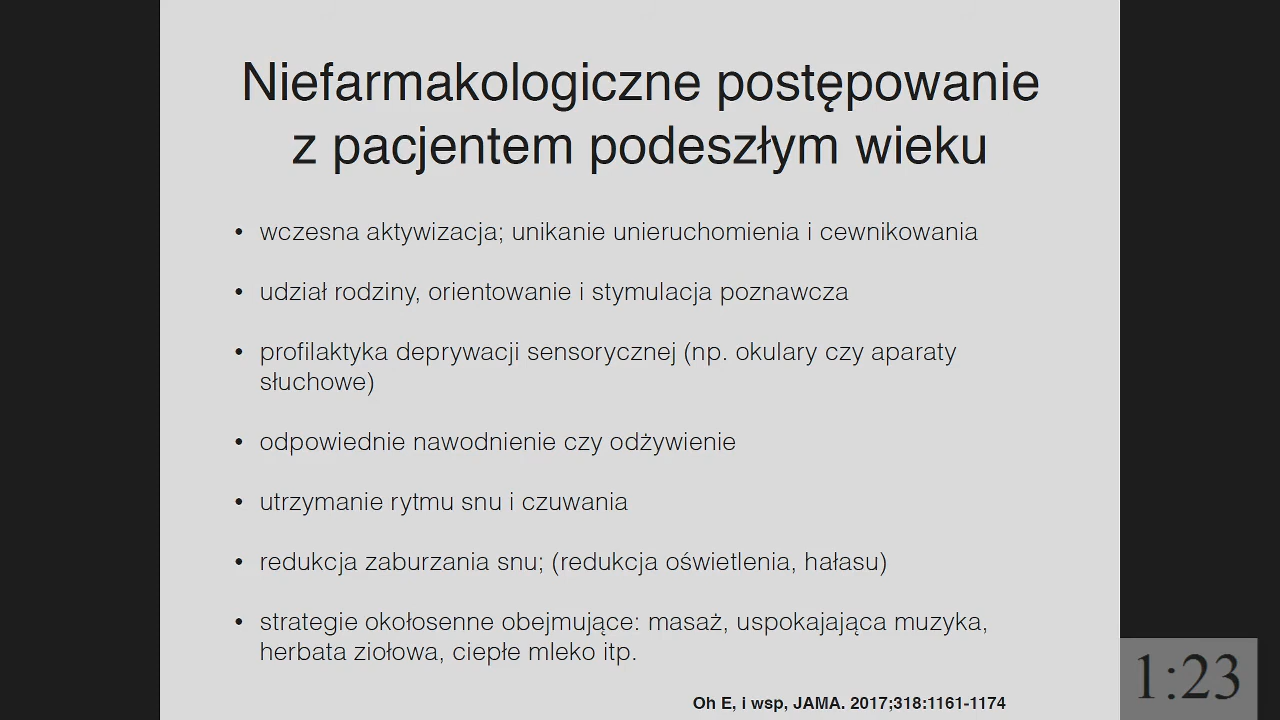 Niefarmakologiczne postępowanie
z pacjentem podeszłym wieku
• wczesna aktywizacja; unikanie unieruchomienia i cewnikowania
• udział rodziny, orientowanie i stymulacja poznawcza
• profilaktyka deprywacji sensorycznej (np. okulary czy aparaty
słuchowe)
• odpowiednie nawodnienie czy odżywienie
• utrzymanie rytmu snu i czuwania
• redukcja zaburzania snu; (redukcja oświetlenia, hałasu)
• strategie okołosenne obejmujące: masaż, uspokajająca muzyka,
herbata ziołowa, ciepłe mleko itp.
Oh E, i wsp, JAMA. 2017;318:1161-1174
1:23